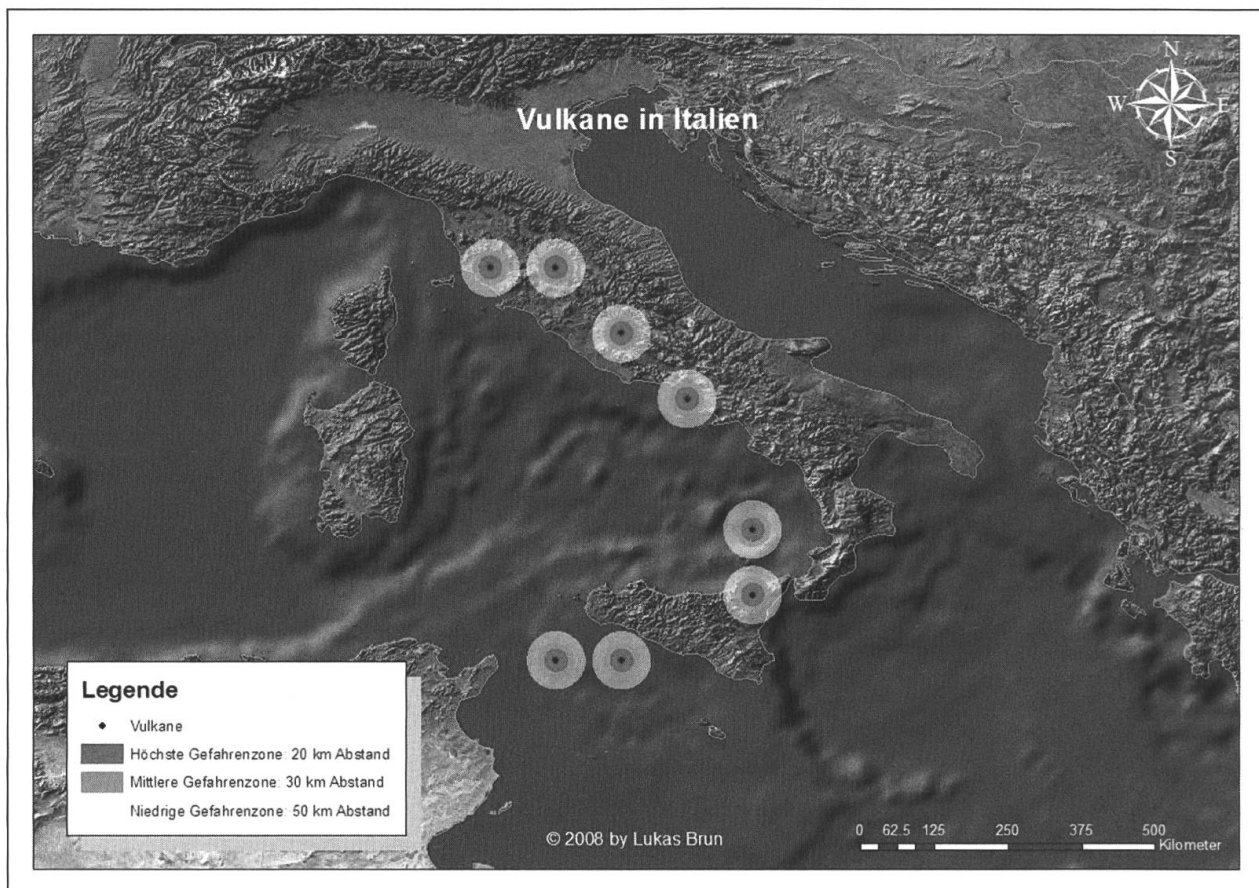 N
Vulkane in Italien
W E
S
Legende
Vulkane
Höchste Gefahrenzone: 20 km Abstand
Mittlere Gefahrenzone: 30 km Abstand
Niedrige Gefahrenzone: 50 km Abstand
© 2008 by Lukas Brun
0 62.5 125 250 375 500
Kilometer